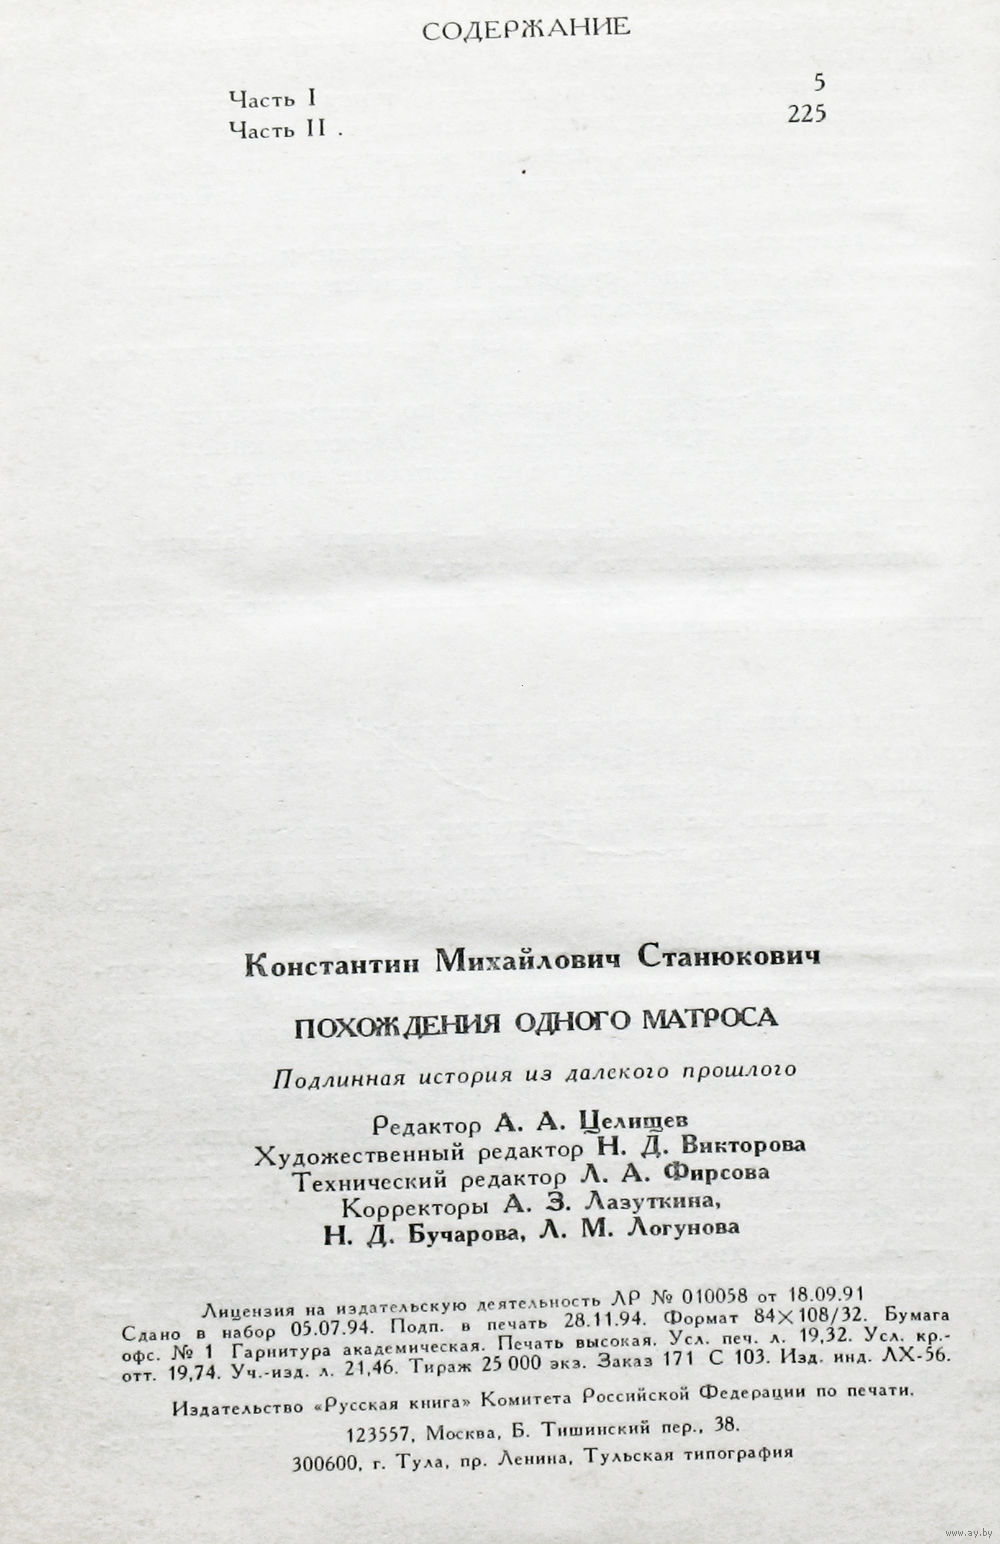 СОДЕРЖАНИЕ
Часть I 5
Часть II . 225
Константин Михайлович Станюкович
ПОХОЖДЕНИЯ ОДНОГО МАТРОСА
Подлинная история из далекого прошлого
Редактор А. А. Целищев
Художественный редактор Н. Д. Викторова
Технический редактор Л. А. Фирсова
Корректоры А. З. Лазуткина,
Н. Д. Бучарова, Л. М. Логунова
Лицензия на издательскую деятельность ЛР № 010058 от 18.09.91
Сдано в набор 05.07.94. Подп. в печать 28.11.94. Формат 84×108/32. Бумага
офс. № 1 Гарнитура академическая. Печать высокая. Усл. печ. л. 19,32. Усл. кр.-
отт. 19,74. Уч.-изд. л. 21,46. Тираж 25 000 экз. Заказ 171 С 103. Изд. инд. ЛХ-56.
Издательство «Русская книга» Комитета Российской Федерации по печати.
123557, Москва, Б. Тишинский пер., 38.
300600, г. Тула, пр. Ленина, Тульская типография
www.ay.by